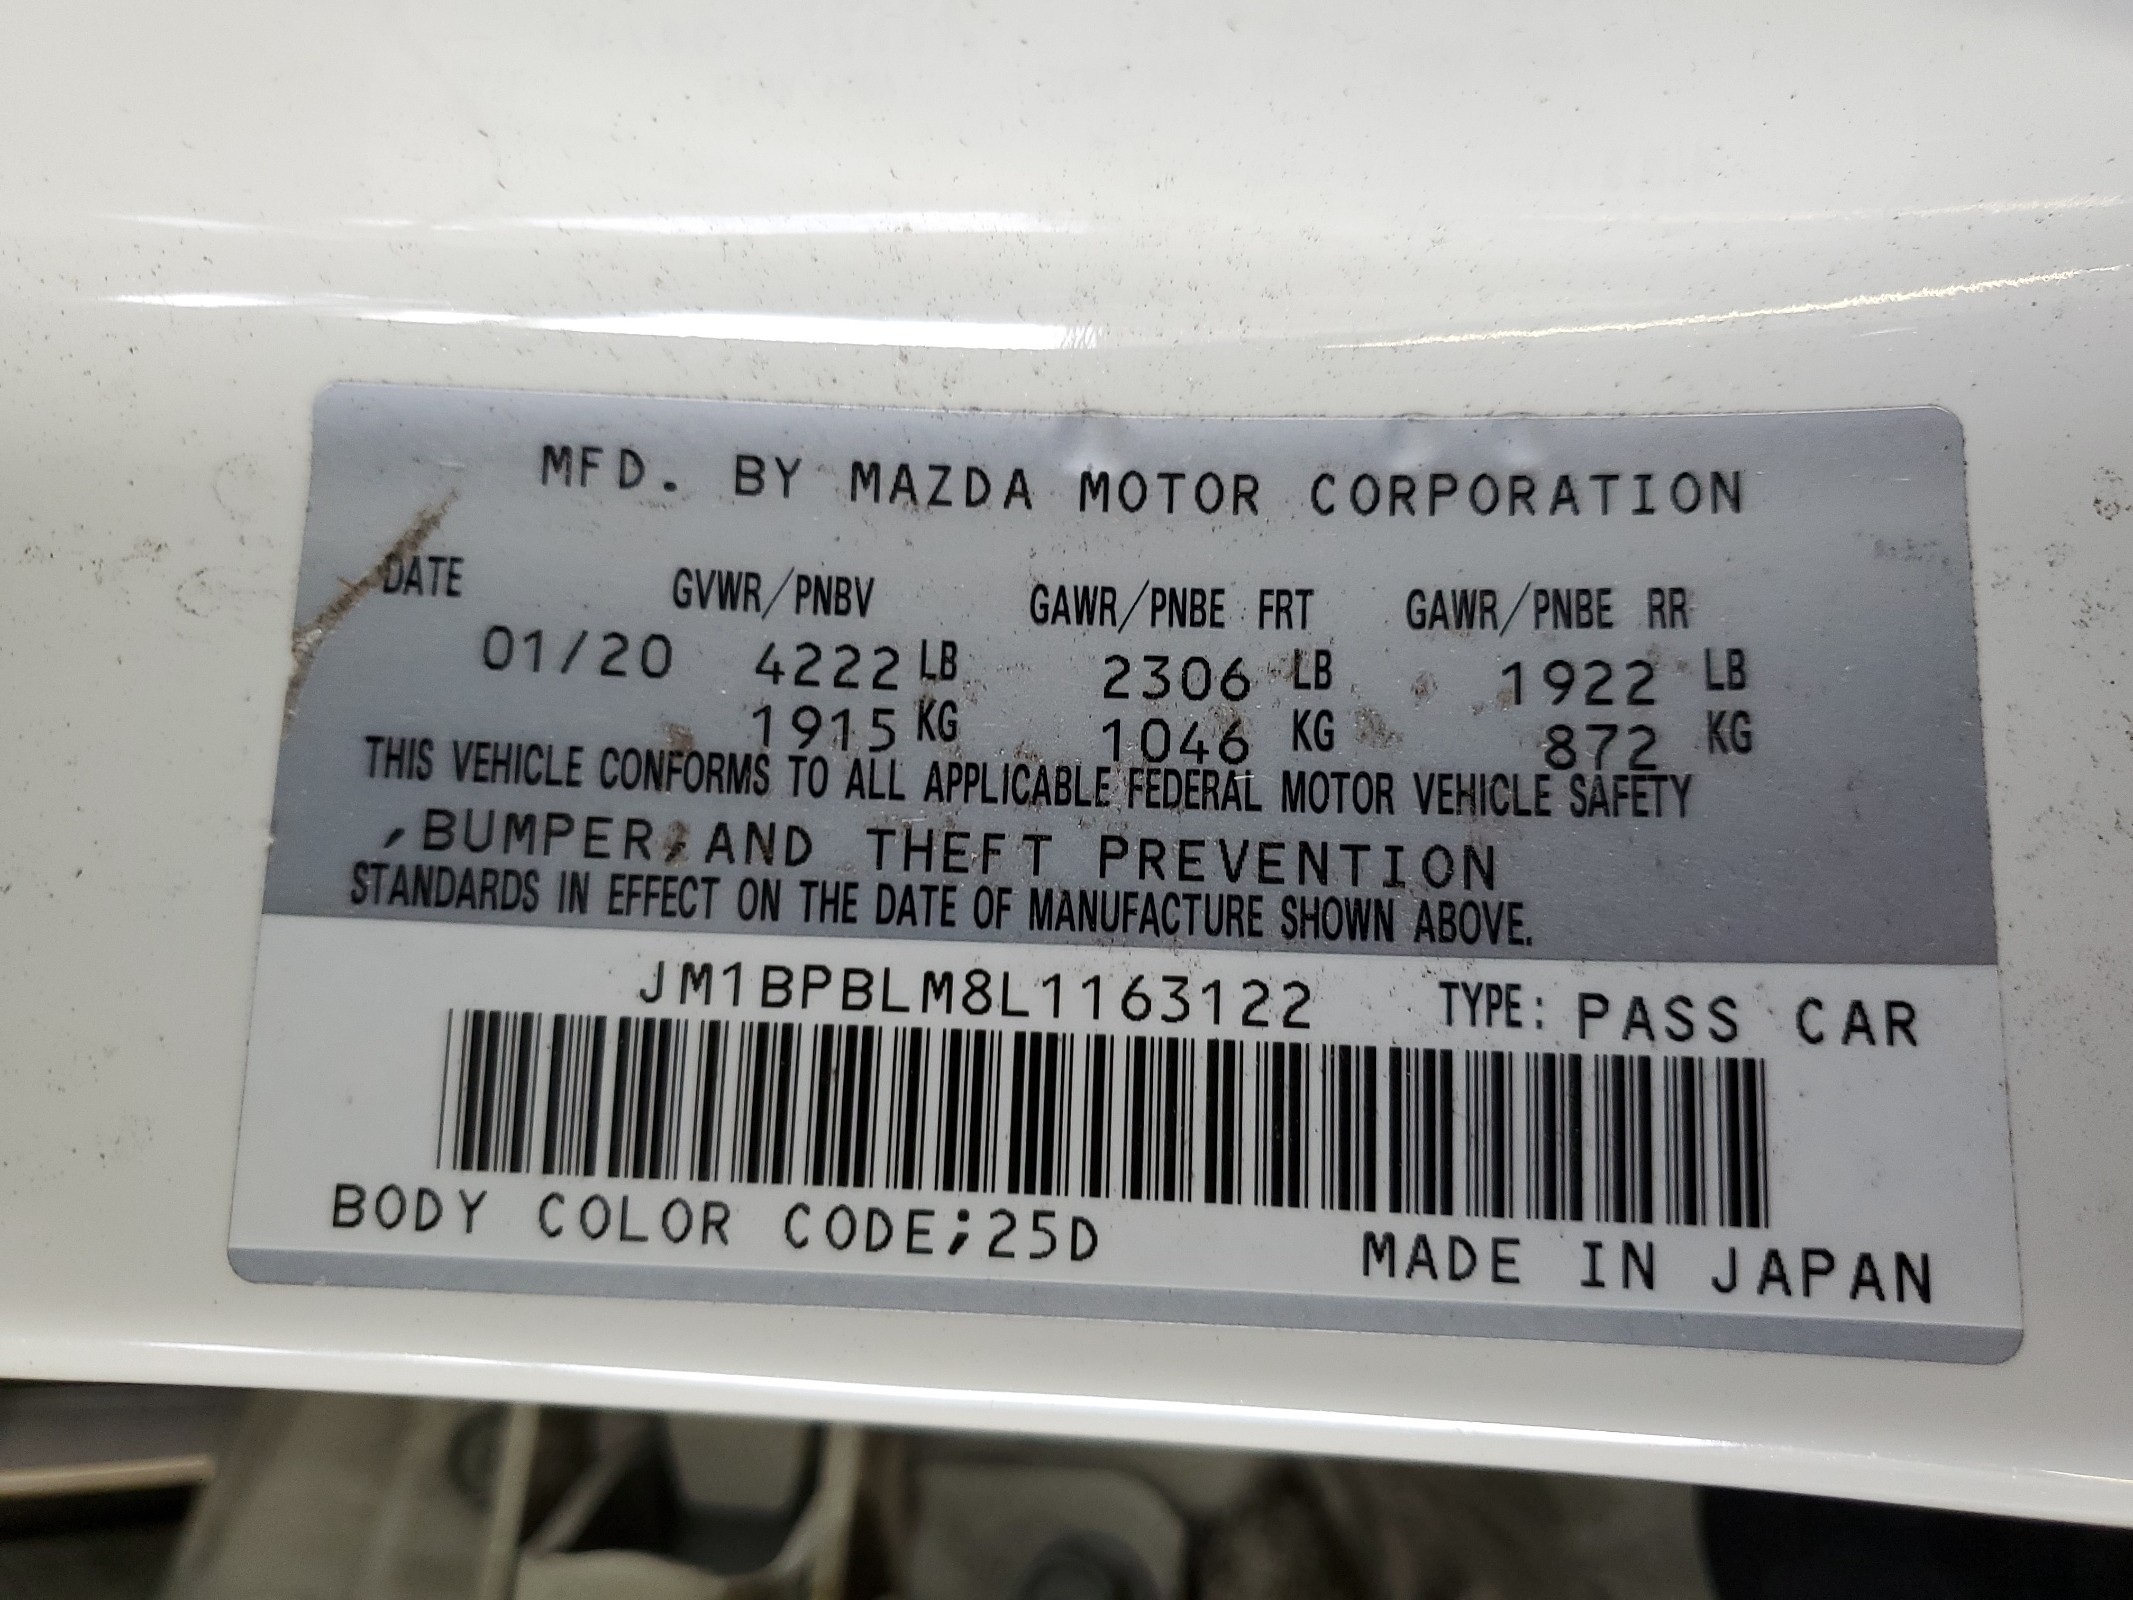 MFD. BY MAZDA MOTOR CORPORATION
DATE GVWR/PNBV GAWR/PNBE FRT GAWR/PNBE RR
01/20 4222 LB 2306 LB 1922 LB
1915 KG 1046 KG 872 KG
THIS VEHICLE CONFORMS TO ALL APPLICABLE FEDERAL MOTOR VEHICLE SAFETY
,BUMPER,AND THEFT PREVENTION
STANDARDS IN EFFECT ON THE DATE OF MANUFACTURE SHOWN ABOVE.
JM1BPBLM8L1163122 TYPE: PASS CAR
BODY COLOR CODE;25D MADE IN JAPAN